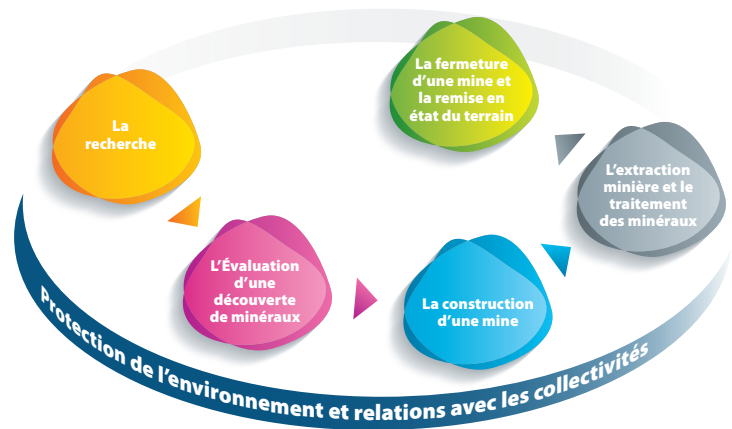 La
recherche
L'Évaluation
d'une
découverte
de minéraux
La construction
d'une mine
L'extraction
minière et le
traitement
des minéraux
La fermeture
d'une mine et
la remise en
état du terrain
Protection de l'environnement et relations avec les collectivités